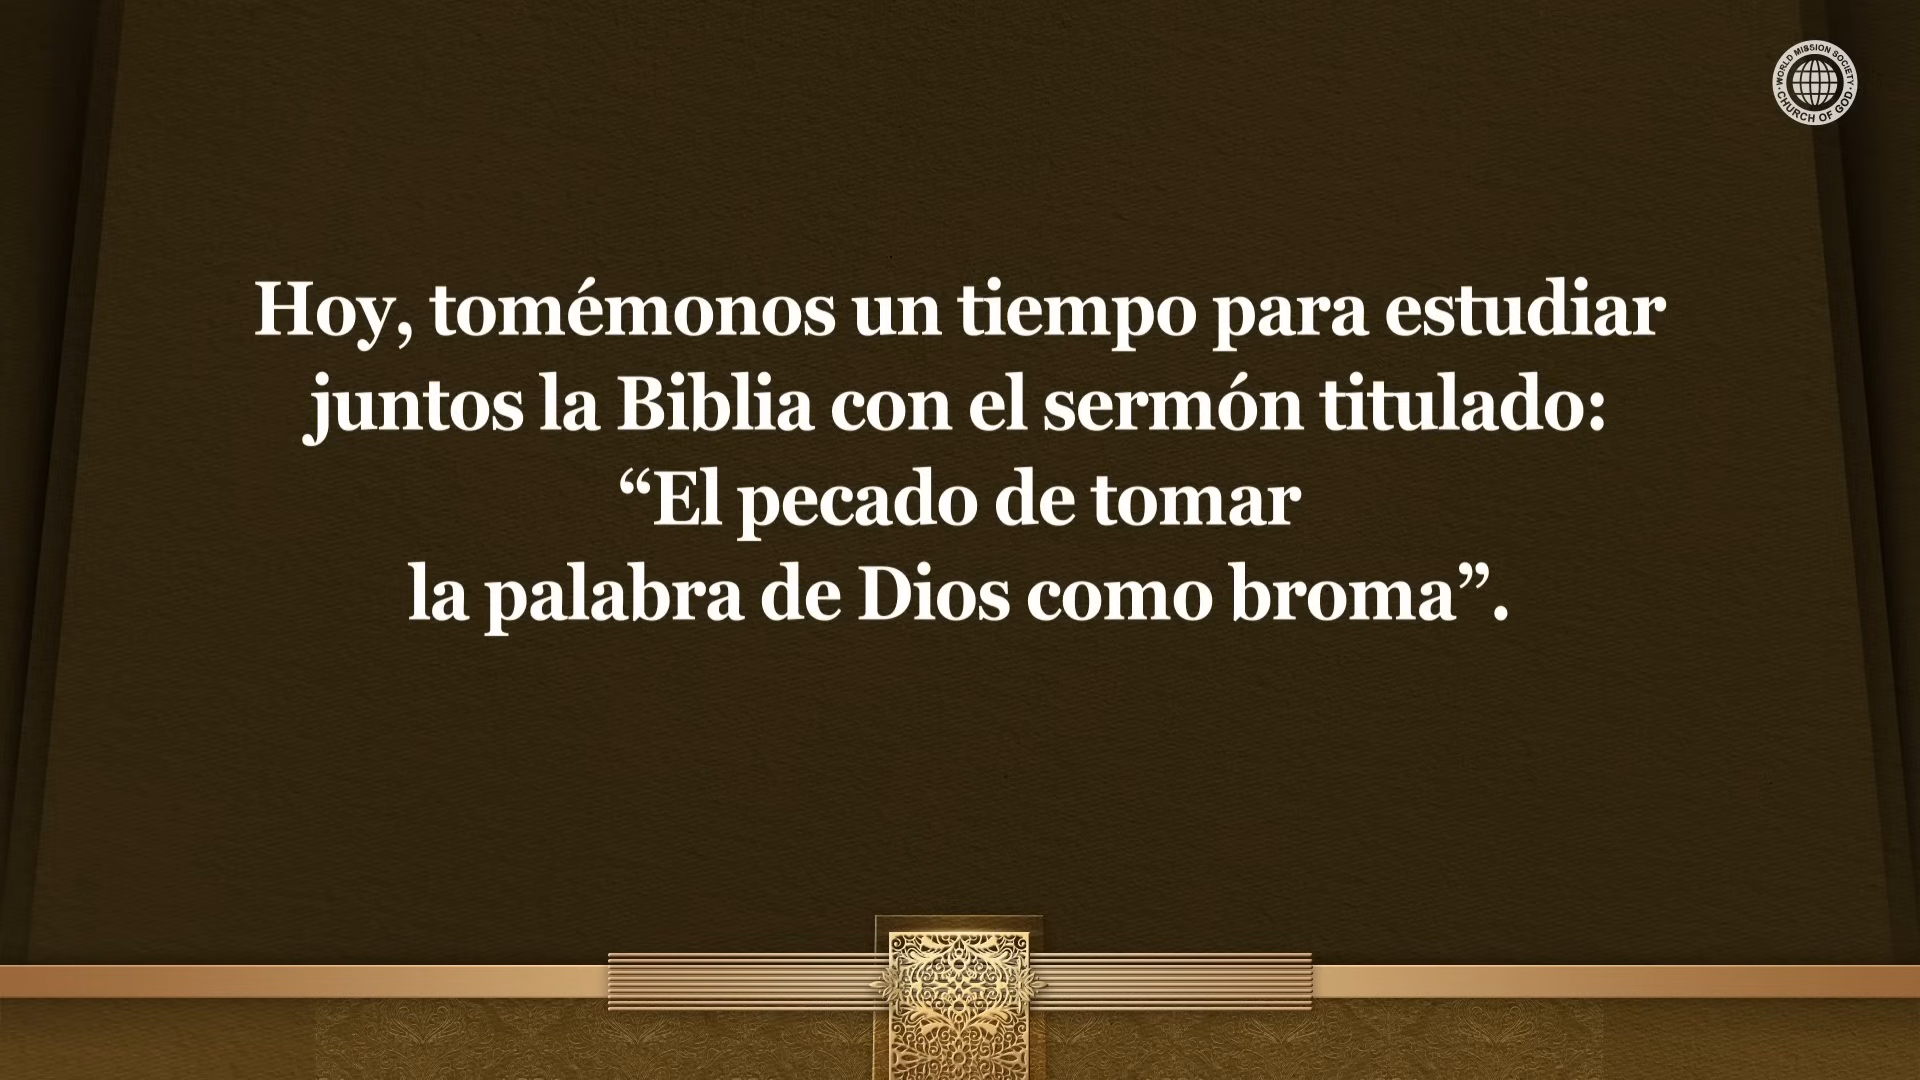 WORLD MISSION SOCIETY
CHURCH OF GOD
Hoy, tomémonos un tiempo para estudiar
juntos la Biblia con el sermón titulado:
“El pecado de tomar
la palabra de Dios como broma”.